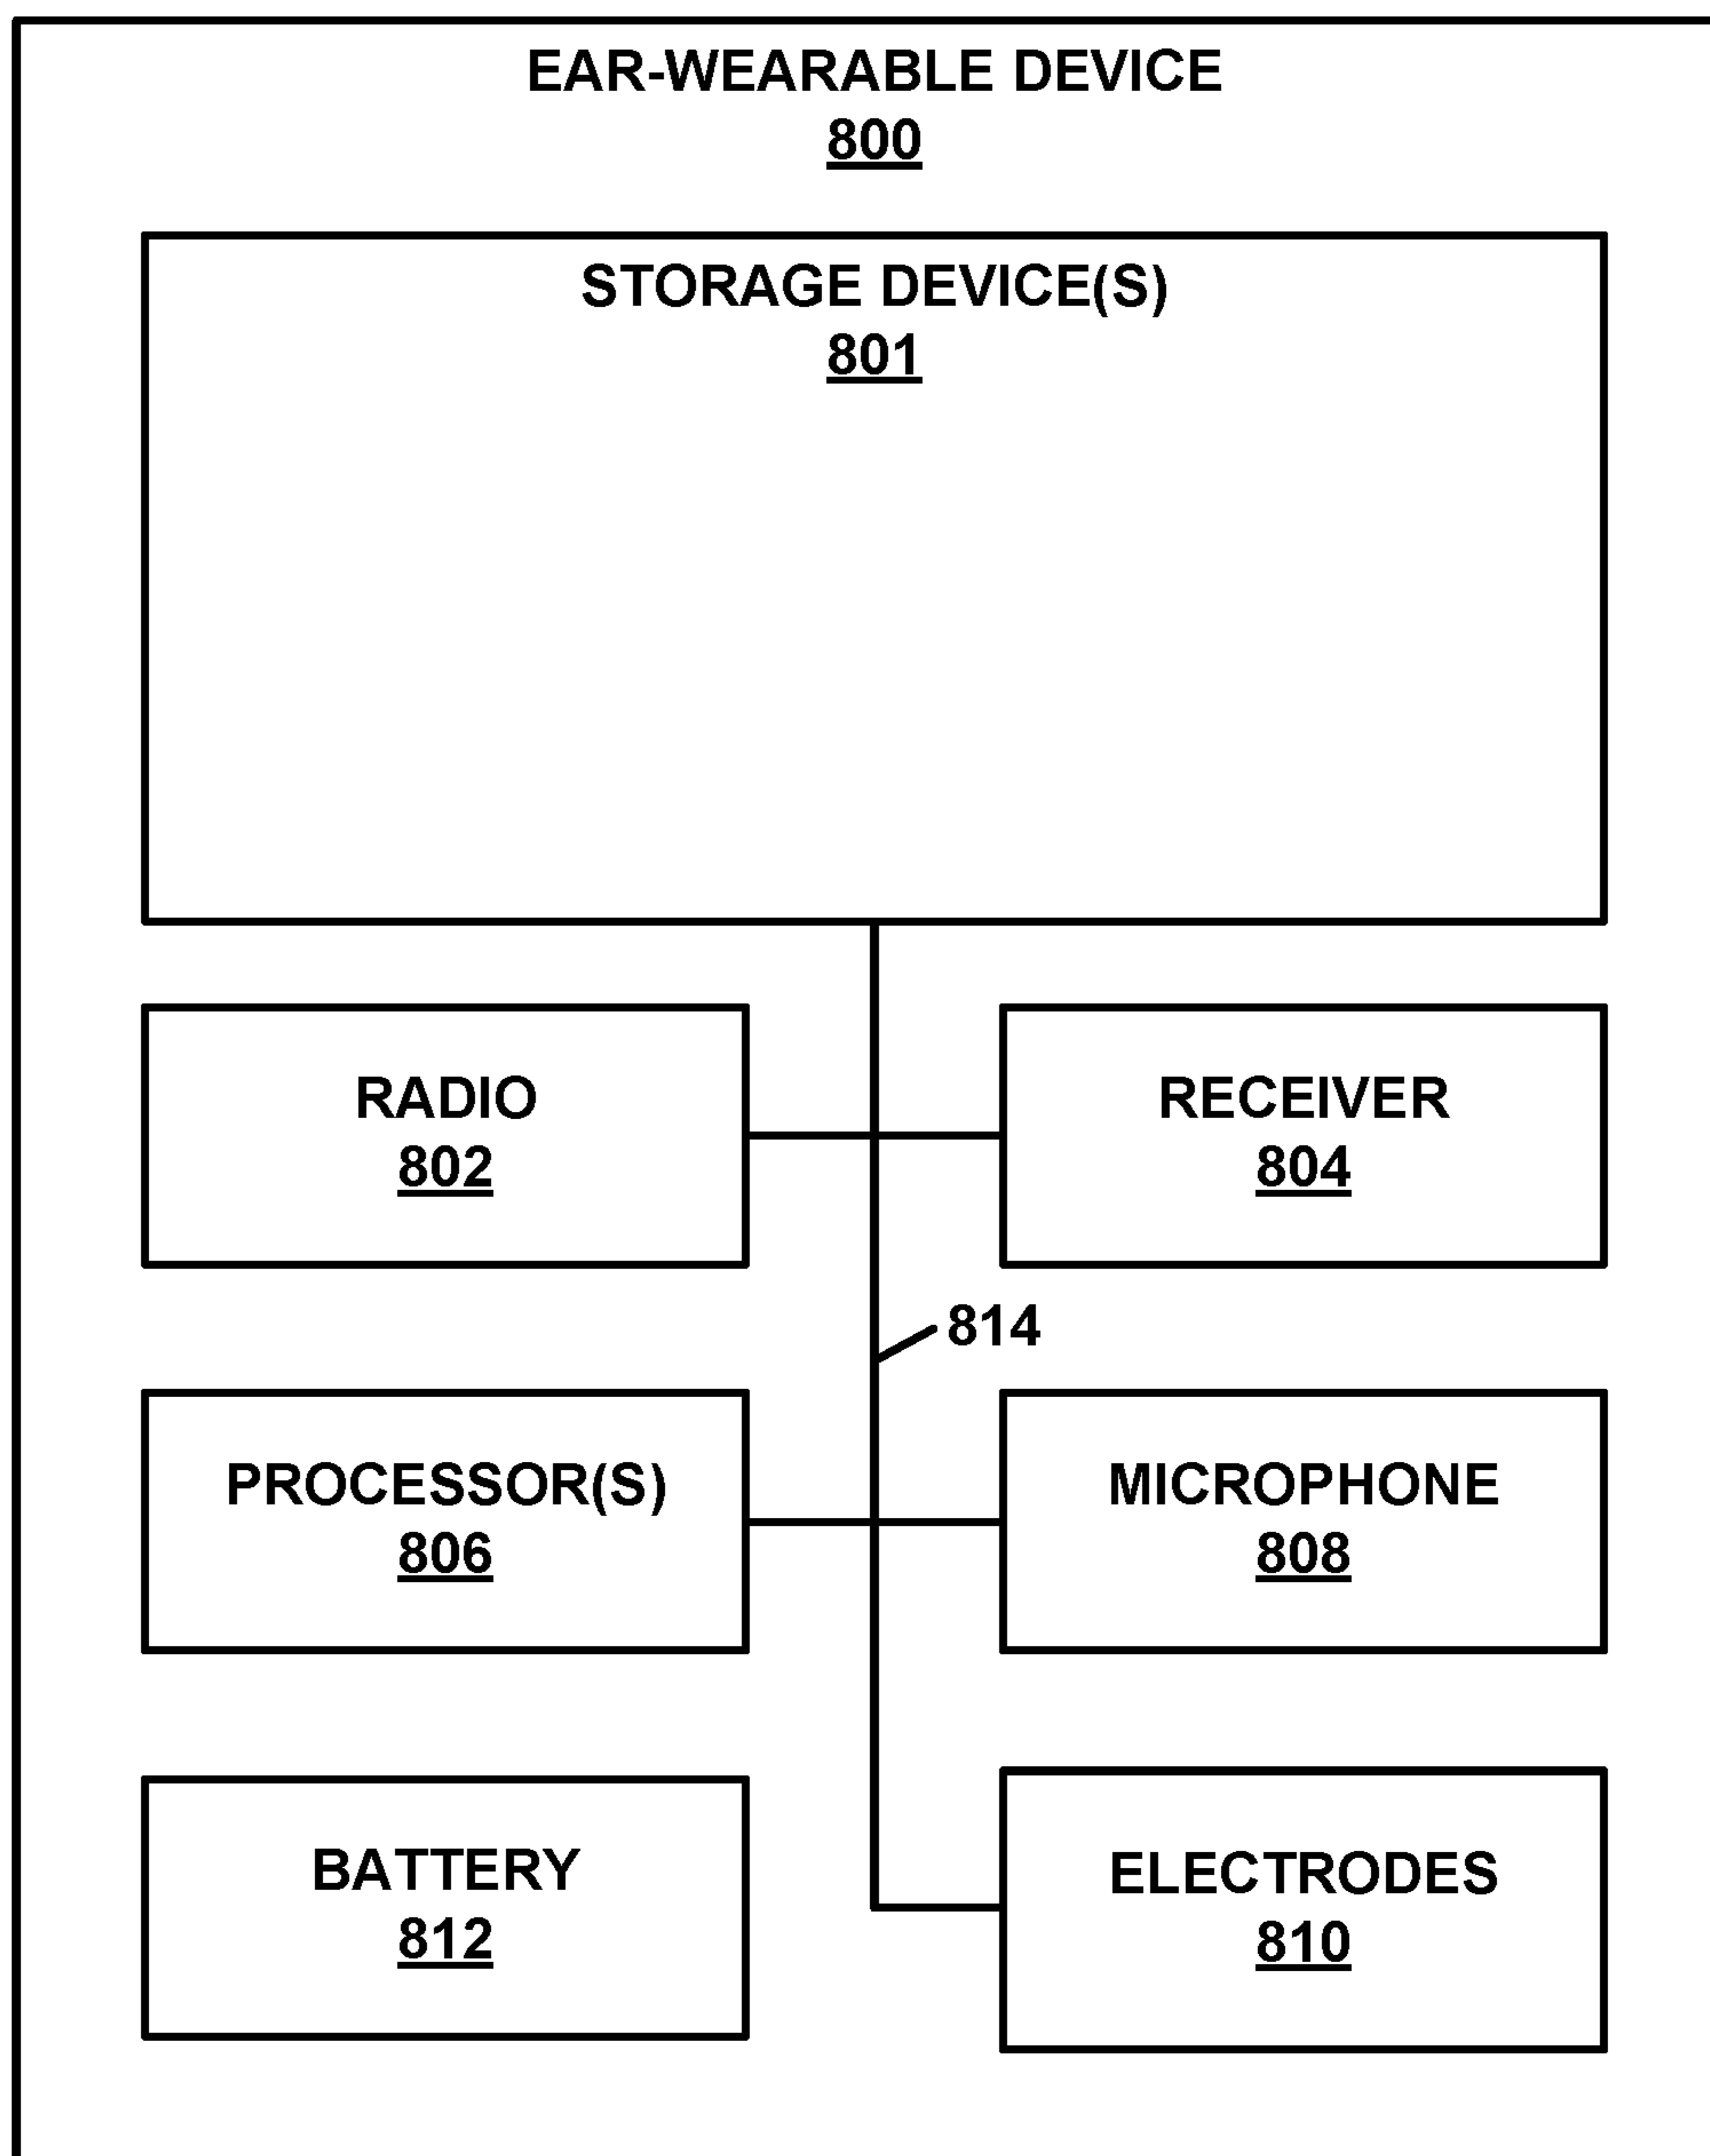 EAR-WEARABLE DEVICE
800
STORAGE DEVICE(S)
801
RADIO
802
RECEIVER
804
814
PROCESSOR(S)
806
MICROPHONE
808
BATTERY
812
ELECTRODES
810